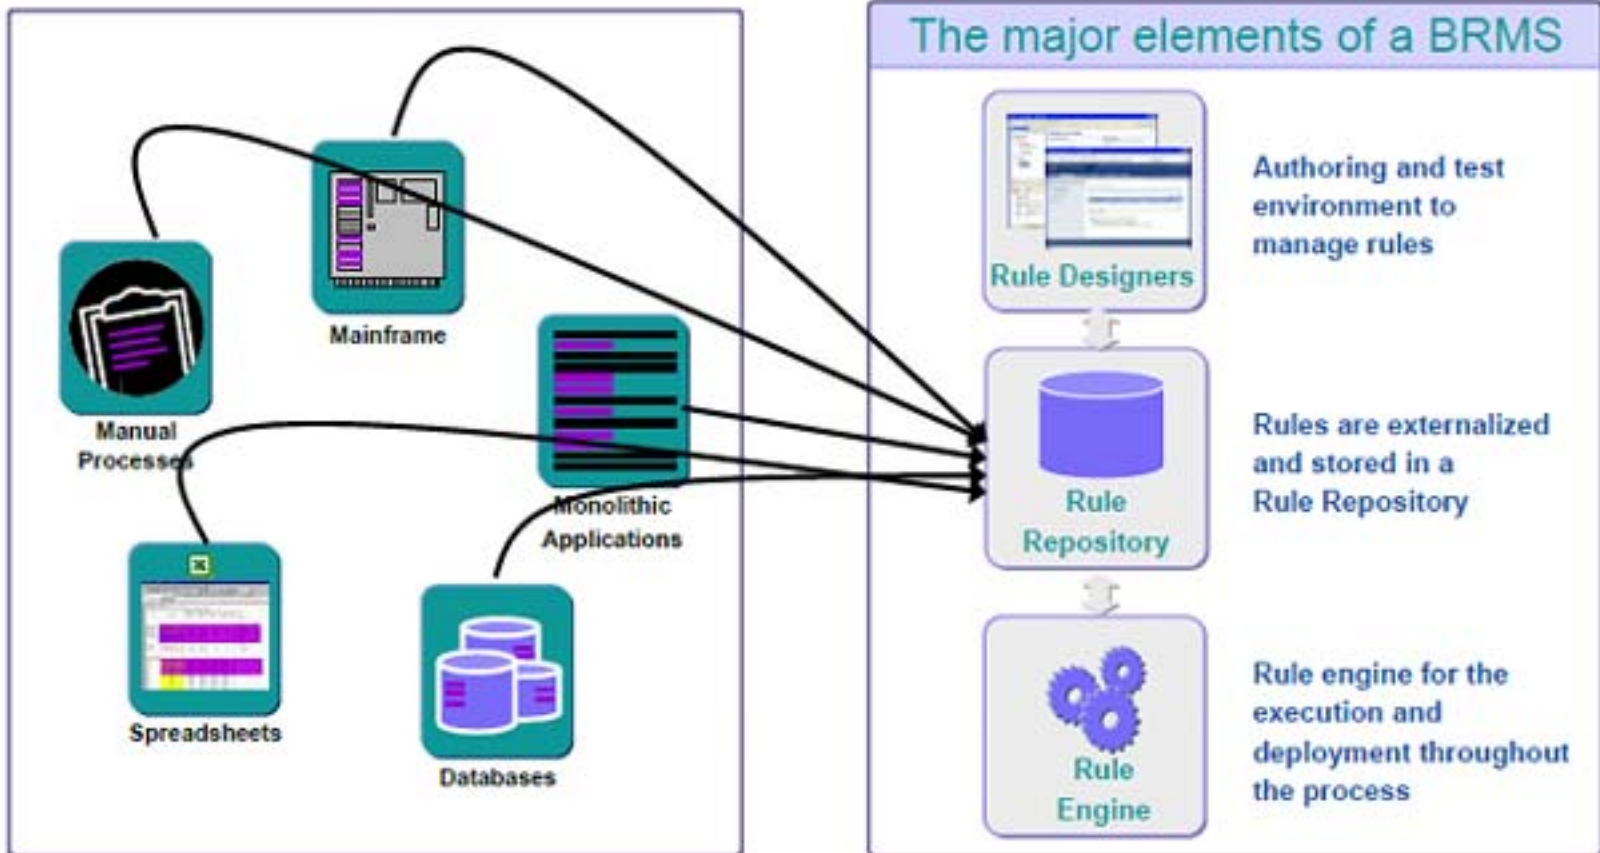 The major elements of a BRMS
Mainframe
Manual
Processes
Monolithic
Applications
Spreadsheets
Databases
Rule Designers
Authoring and test
environment to
manage rules
Rule
Repository
Rules are externalized
and stored in a
Rule Repository
Rule
Engine
Rule engine for the
execution and
deployment throughout
the process